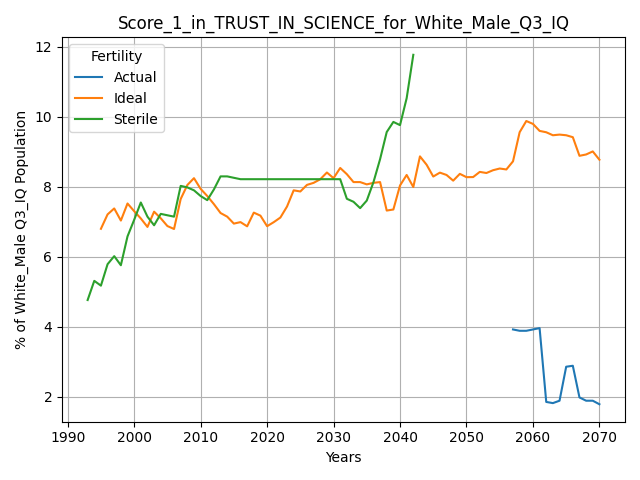 Score_1_in_TRUST_IN_SCIENCE_for_White_Male_Q3_IQ
Fertility
Actual
Ideal
Sterile
% of White_Male Q3_IQ Population
12
10
8
6
4
2
1990 2000 2010 2020 2030 2040 2050 2060 2070
Years